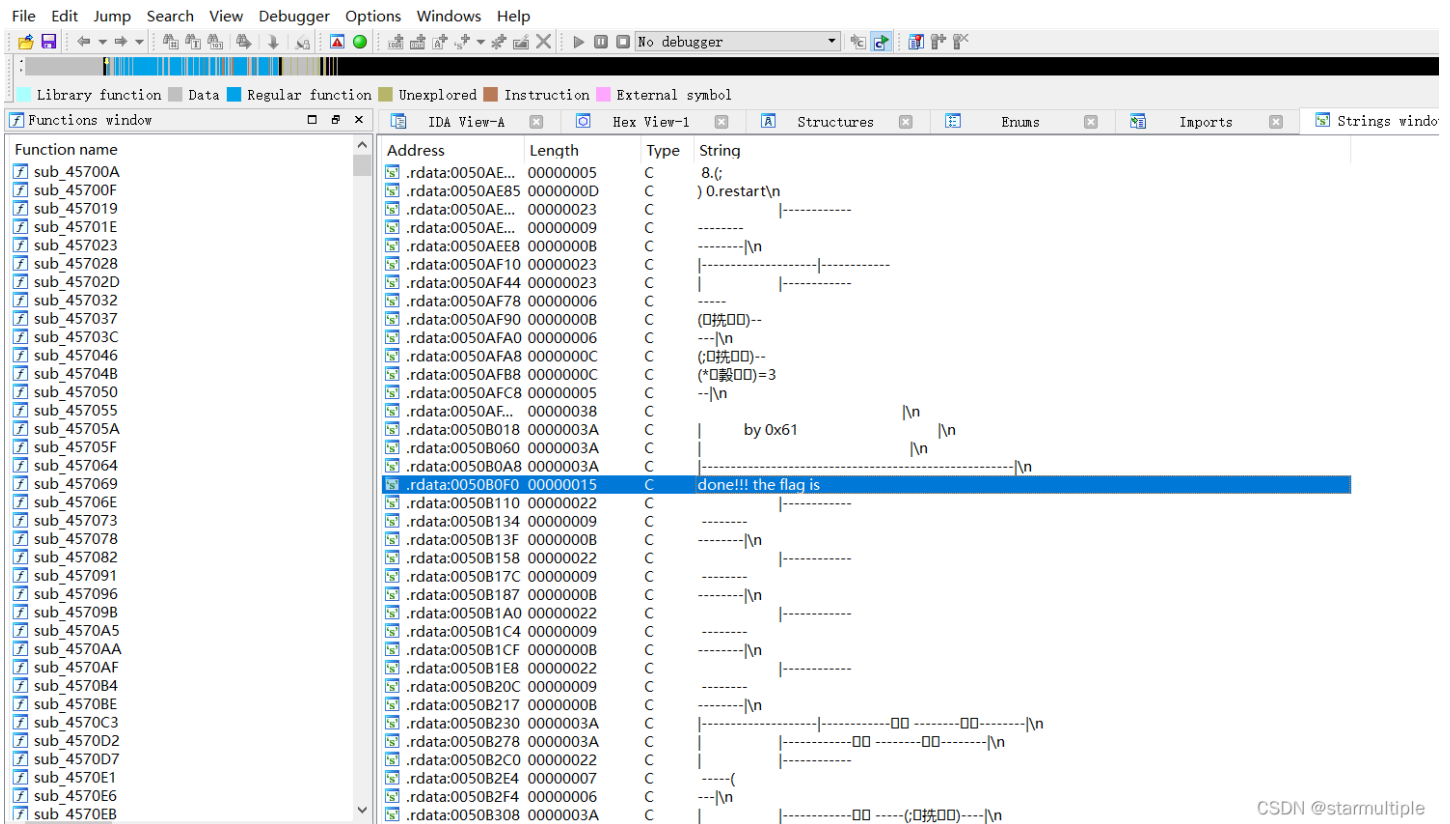 File Edit Jump Search View Debugger Options Windows Help
No debugger
Library function Data Regular function Unexplored Instruction External symbol
Functions window IDA View-A Hex View-1 Structures Enums Imports Strings windo
Function name Address Length Type String
sub_45700A .rdata:0050AE... 00000005 C 8.(;
sub_45700F .rdata:0050AE85 0000000D C ) 0.restart\n
sub_457019 .rdata:0050AE... 00000023 C |------------
sub_45701E .rdata:0050AE... 00000009 C --------
sub_457023 .rdata:0050AEE8 0000000B C --------|\n
sub_457028 .rdata:0050AF10 00000023 C |--------------------|------------
sub_45702D .rdata:0050AF44 00000023 C | |------------
sub_457032 .rdata:0050AF78 00000006 C -----
sub_457037 .rdata:0050AF90 0000000B C (冼)--
sub_45703C .rdata:0050AFA0 00000006 C ---|\n
sub_457046 .rdata:0050AFA8 0000000C C (;)--
sub_45704B .rdata:0050AFB8 0000000C C (*)=3
sub_457050 .rdata:0050AFC8 00000005 C --|\n
sub_457055 .rdata:0050AF... 00000038 C |\n
sub_45705A .rdata:0050B018 0000003A C | by 0x61 |\n
sub_45705F .rdata:0050B060 0000003A C | |\n
sub_457064 .rdata:0050B0A8 0000003A C |------------------------------------------------------|\n
sub_457069 .rdata:0050B0F0 00000015 C done!!! the flag is
sub_45706E .rdata:0050B110 00000022 C |------------
sub_457073 .rdata:0050B134 00000009 C --------
sub_457078 .rdata:0050B13F 0000000B C --------|\n
sub_457082 .rdata:0050B158 00000022 C |------------
sub_457091 .rdata:0050B17C 00000009 C --------
sub_457096 .rdata:0050B187 0000000B C --------|\n
sub_45709B .rdata:0050B1A0 00000022 C |------------
sub_4570A5 .rdata:0050B1C4 00000009 C --------
sub_4570AA .rdata:0050B1CF 0000000B C --------|\n
sub_4570AF .rdata:0050B1E8 00000022 C |------------
sub_4570B4 .rdata:0050B20C 00000009 C --------
sub_4570BE .rdata:0050B217 0000000B C --------|\n
sub_4570C3 .rdata:0050B230 0000003A C |--------------------|------------ ----------------|\n
sub_4570D2 .rdata:0050B278 0000003A C | |------------ ----------------|\n
sub_4570D7 .rdata:0050B2C0 00000022 C | |------------
sub_4570E1 .rdata:0050B2E4 00000007 C -----(
sub_4570E6 .rdata:0050B2F4 00000006 C ---|\n
sub_4570EB .rdata:0050B308 0000003A C | |------------ -----(;)----|\n
CSDN @starmultiple